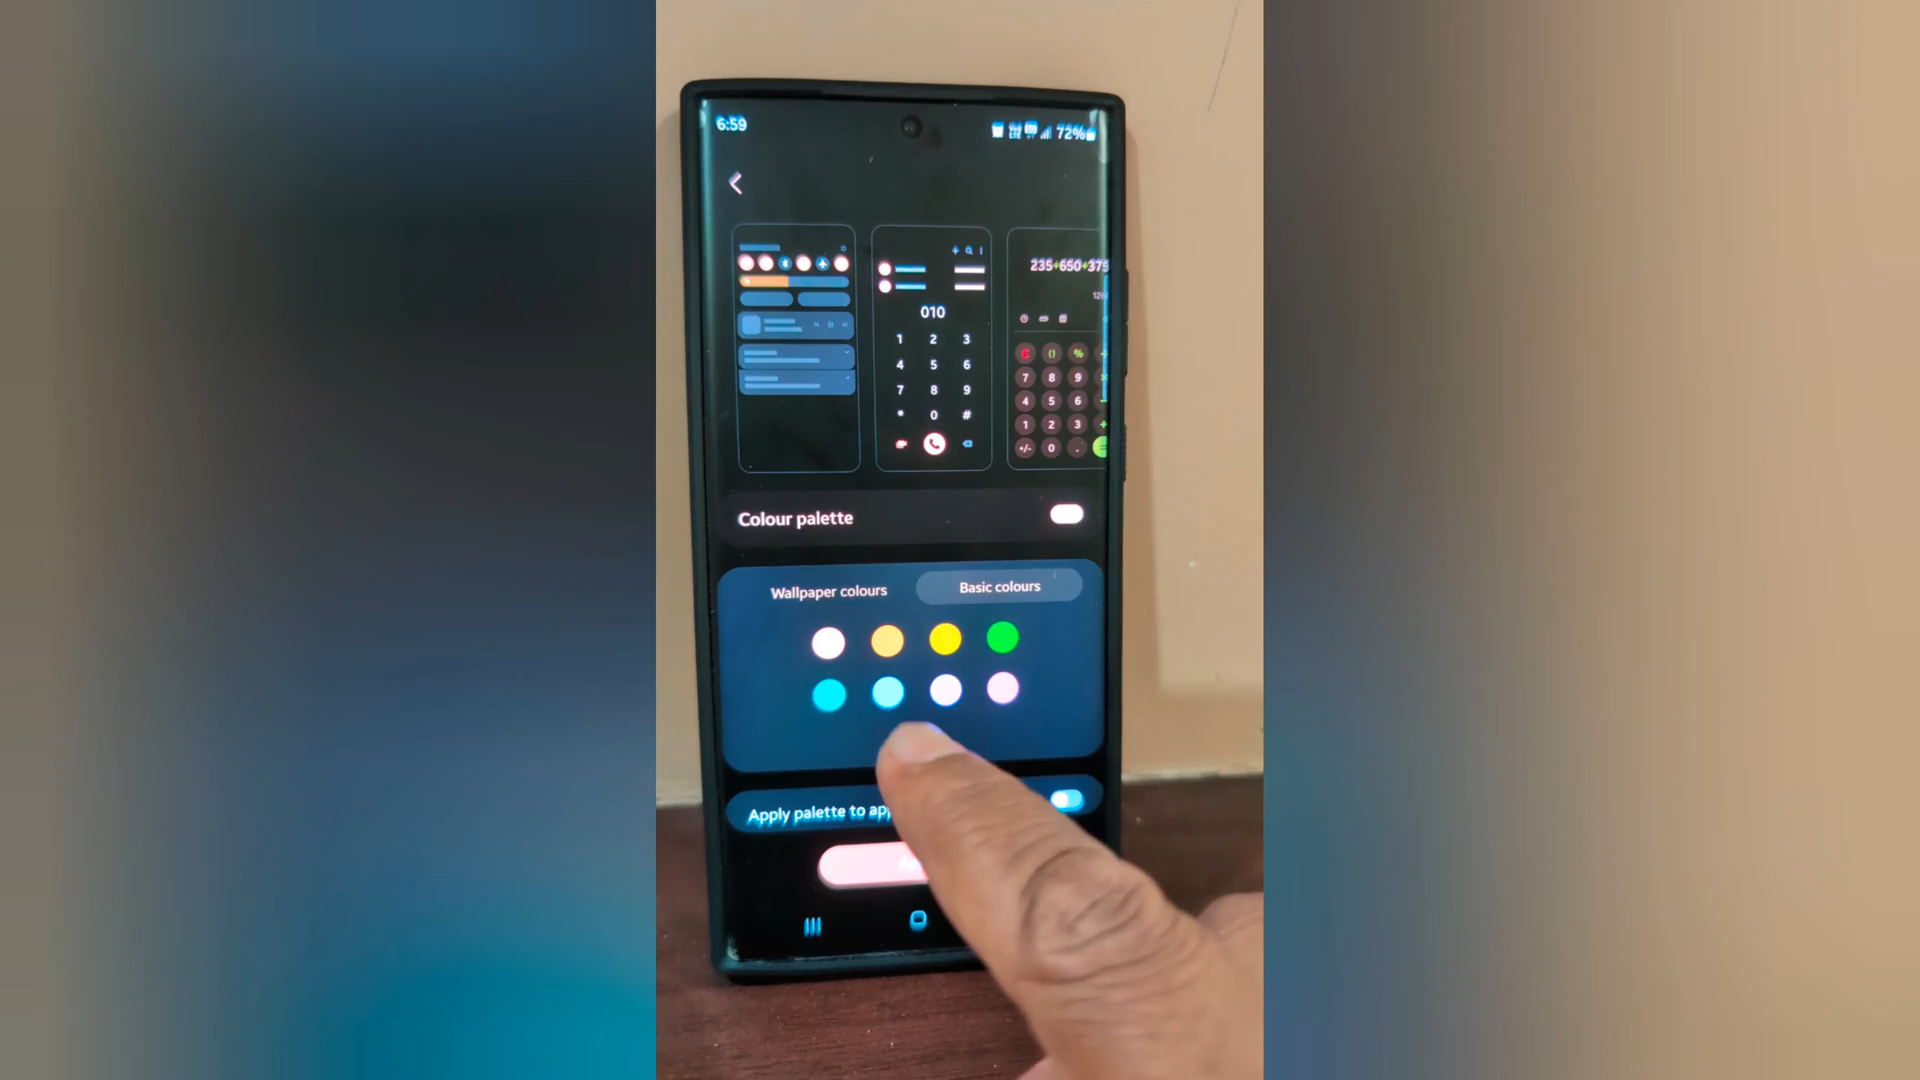 6:59
72%
235+650+375
010
1 2 3
4 5 6
7 8 9
* 0 #
C () %
7 8 9
4 5 6
1 2 3 +
+/- 0 . =
Colour palette
Wallpaper colours
Basic colours
Apply palette to